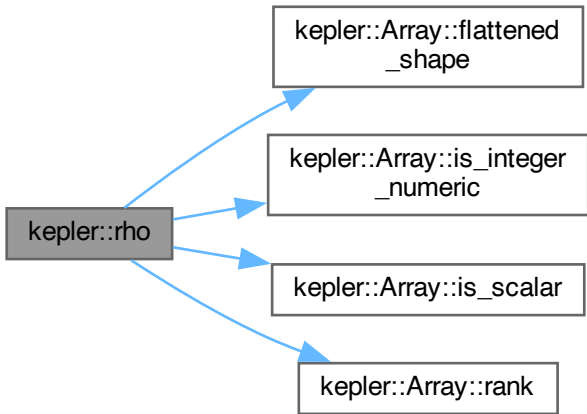 kepler::Array::flattened
_shape
kepler::Array::is_integer
_numeric
kepler::rho
kepler::Array::is_scalar
kepler::Array::rank